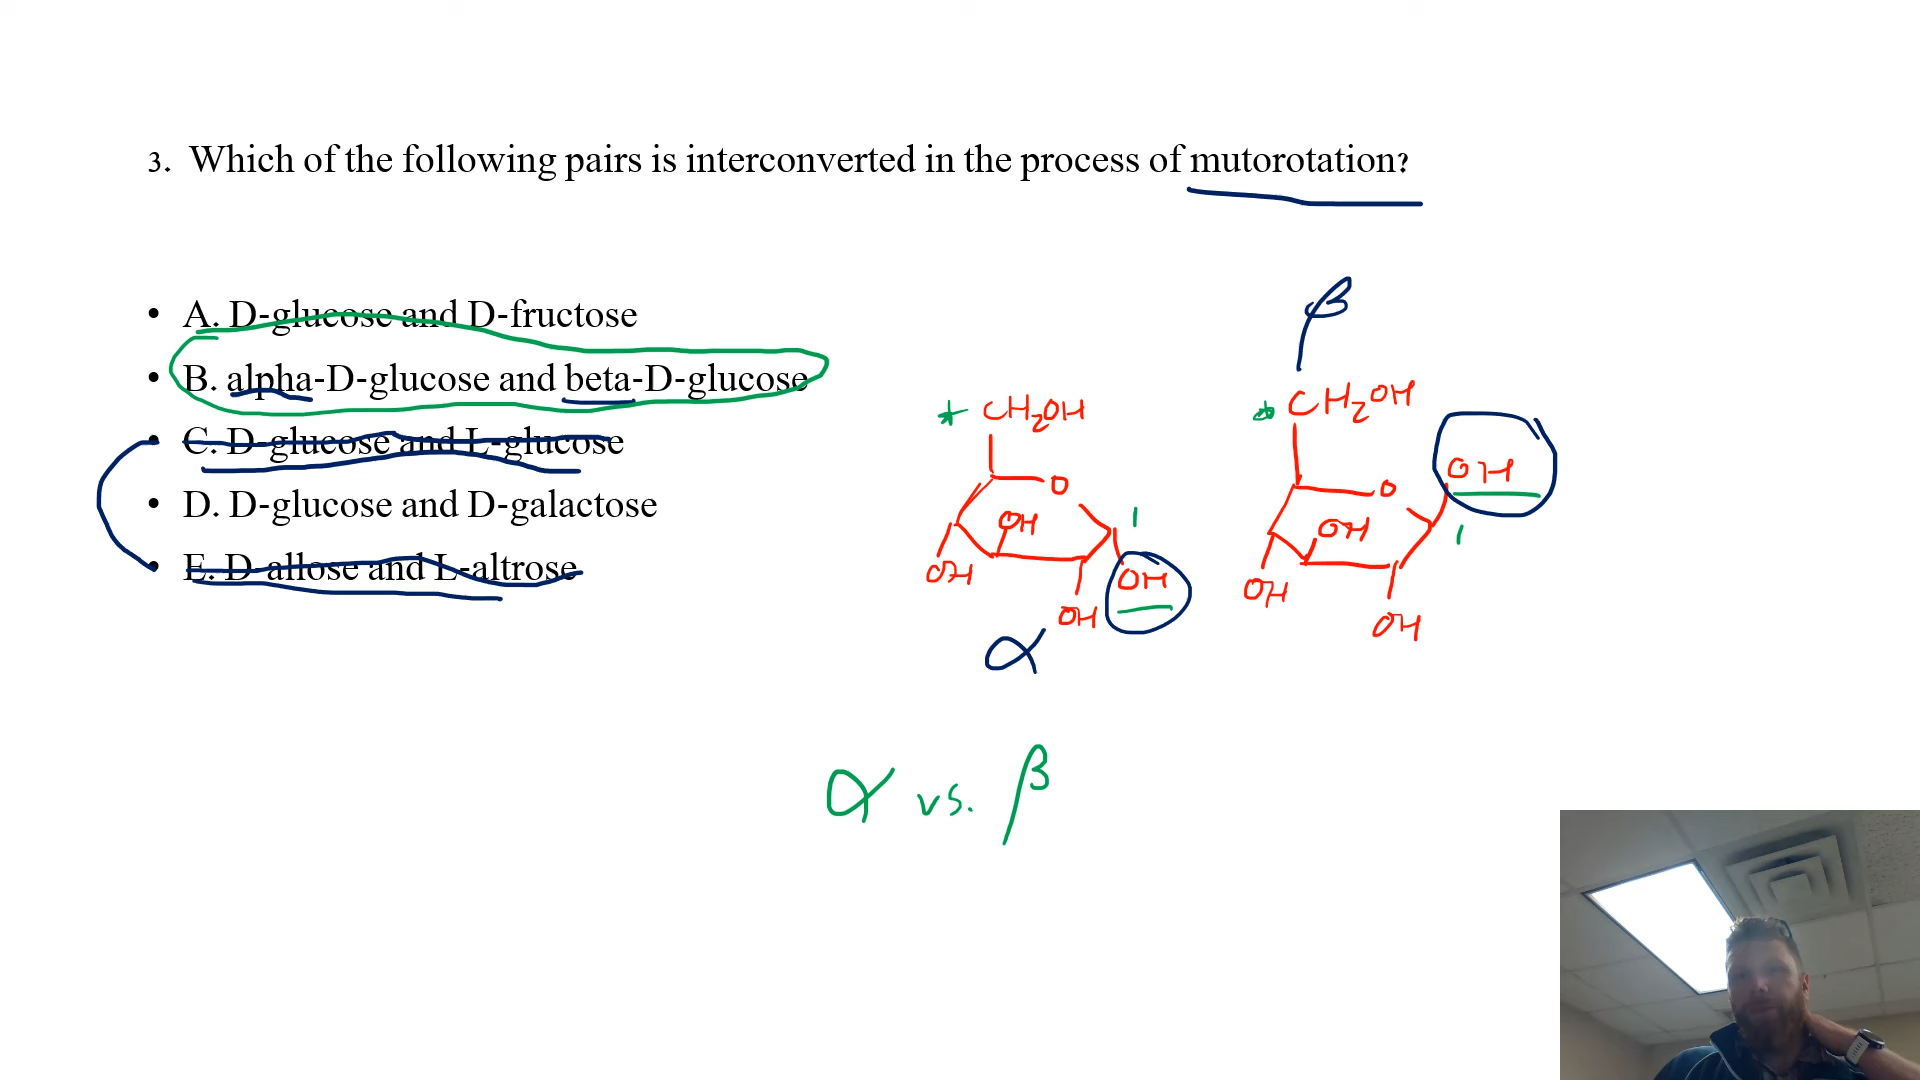 3. Which of the following pairs is interconverted in the process of mutorotation?
• A. D-glucose and D-fructose
• B. alpha-D-glucose and beta-D-glucose
• C. D-glucose and L-glucose
• D. D-glucose and D-galactose
• E. D-allose and L-altrose
β
* CH2OH
O
OH
1
OH
OH
OH
α
* CH2OH
OH
O
OH
1
OH
OH
α vs. β